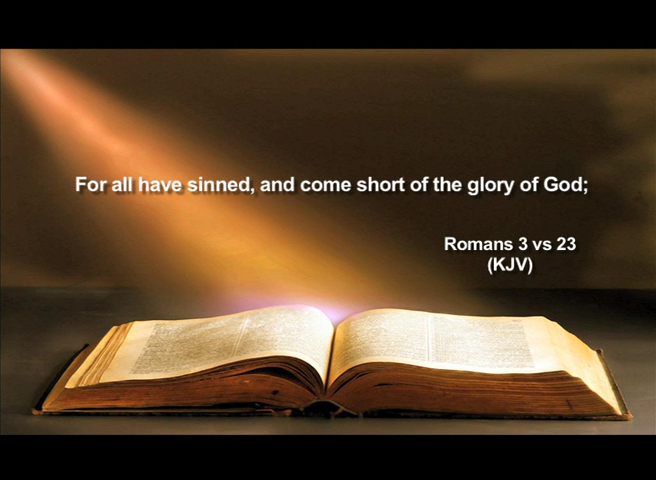 For all have sinned, and come short of the glory of God;
Romans 3 vs 23
(KJV)